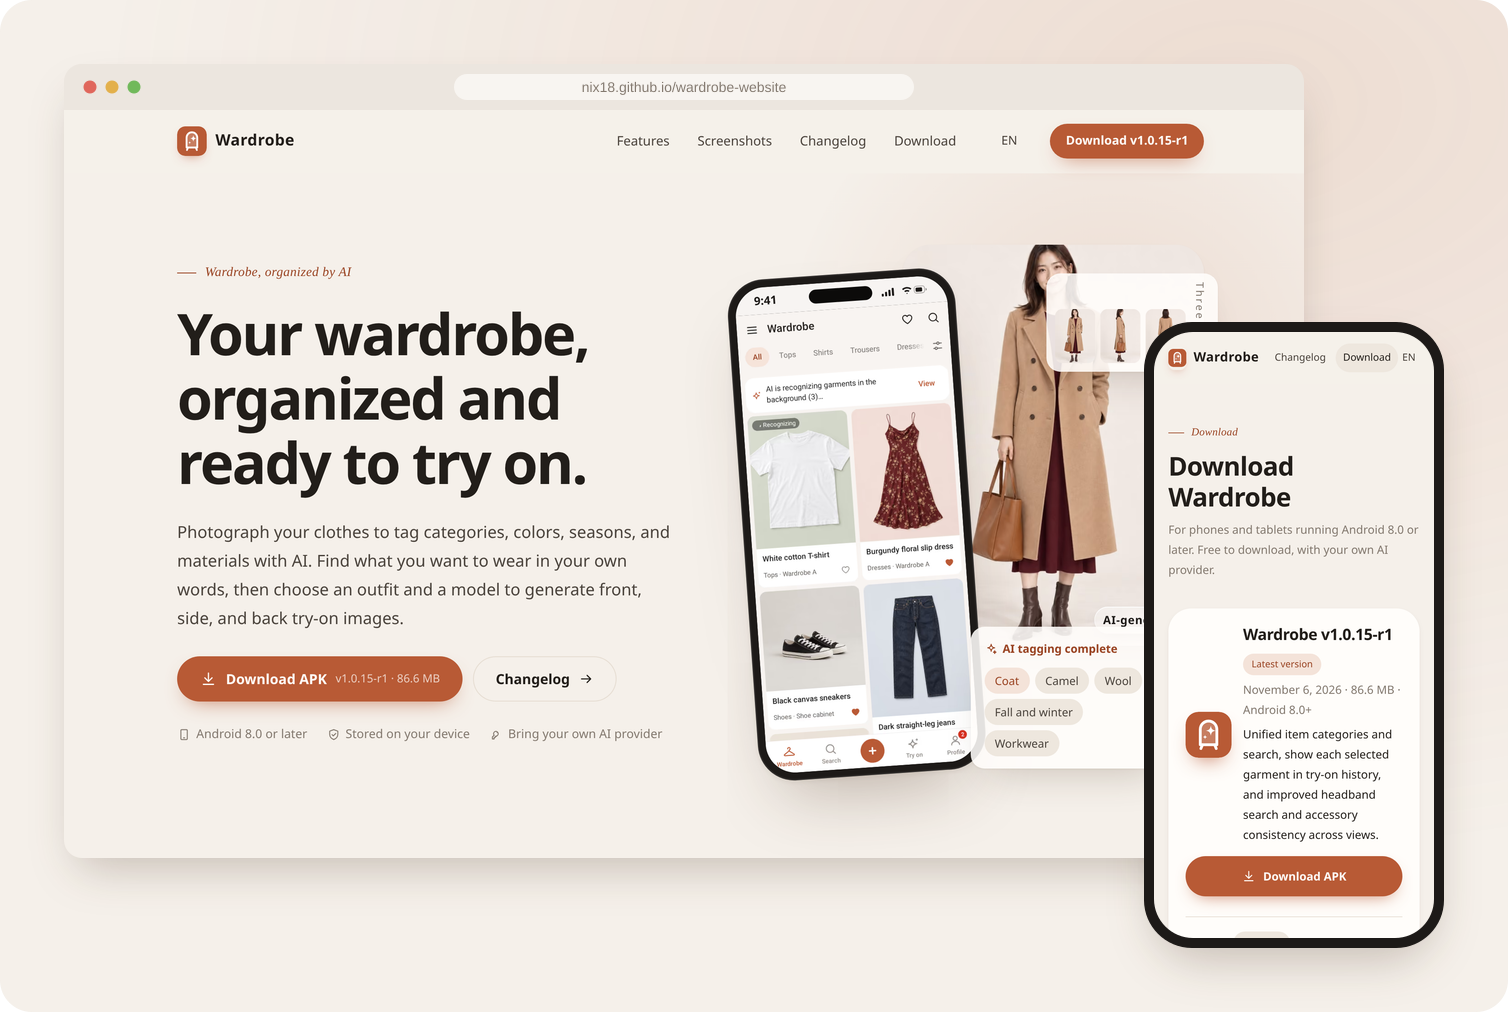 nix18.github.io/wardrobe-website
Wardrobe
Features
Screenshots
Changelog
Download
EN
Download v1.0.15-r1
Wardrobe, organized by AI
Your wardrobe,
organized and
ready to try on.
Photograph your clothes to tag categories, colors, seasons, and
materials with AI. Find what you want to wear in your own
words, then choose an outfit and a model to generate front,
side, and back try-on images.
Download APK v1.0.15-r1 · 86.6 MB
Changelog
Android 8.0 or later
Stored on your device
Bring your own AI provider
9:41
Wardrobe
All
Tops
Shirts
Trousers
Dresses
AI is recognizing garments in the
background (3)...
View
Recognizing
White cotton T-shirt
Tops · Wardrobe A
Burgundy floral slip dress
Dresses · Wardrobe A
Black canvas sneakers
Shoes · Shoe cabinet
Dark straight-leg jeans
Wardrobe
Search
Try on
2
Profile
Three
AI-gen
AI tagging complete
Coat
Camel
Wool
Fall and winter
Workwear
Wardrobe
Changelog
Download
EN
Download
Download
Wardrobe
For phones and tablets running Android 8.0 or
later. Free to download, with your own AI
provider.
Wardrobe v1.0.15-r1
Latest version
November 6, 2026 · 86.6 MB ·
Android 8.0+
Unified item categories and
search, show each selected
garment in try-on history,
and improved headband
search and accessory
consistency across views.
Download APK